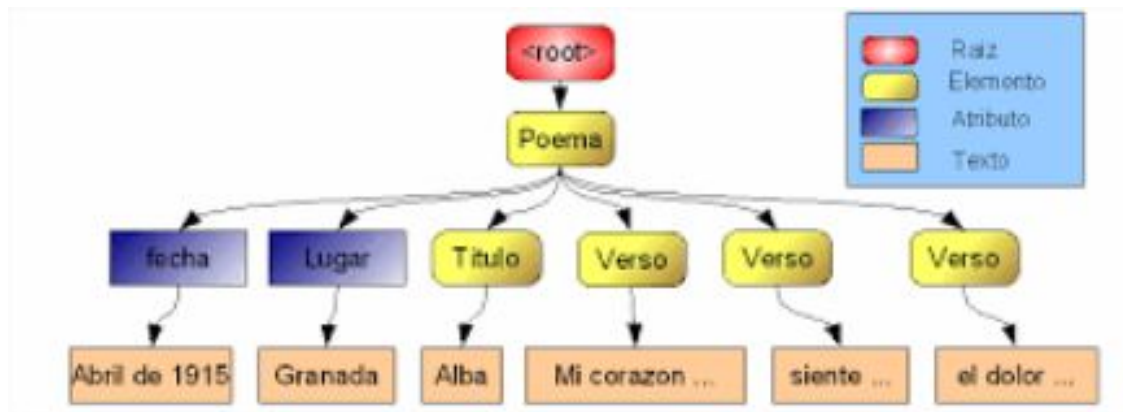 <root>
Raiz
Elemento
Atributo
Texto
Poema
fecha
Lugar
Titulo
Verso
Verso
Verso
Abril de 1915
Granada
Alba
Mi corazon ...
siente ...
el dolor ...